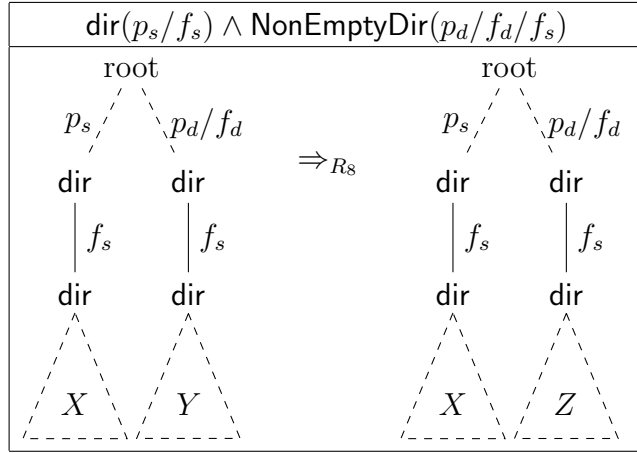 dir(p_s/f_s) ∧ NonEmptyDir(p_d/f_d/f_s)
root root
p_s p_d/f_d p_s p_d/f_d
⇒_{R8}
dir dir dir dir
f_s f_s f_s f_s
dir dir dir dir
X Y X Z